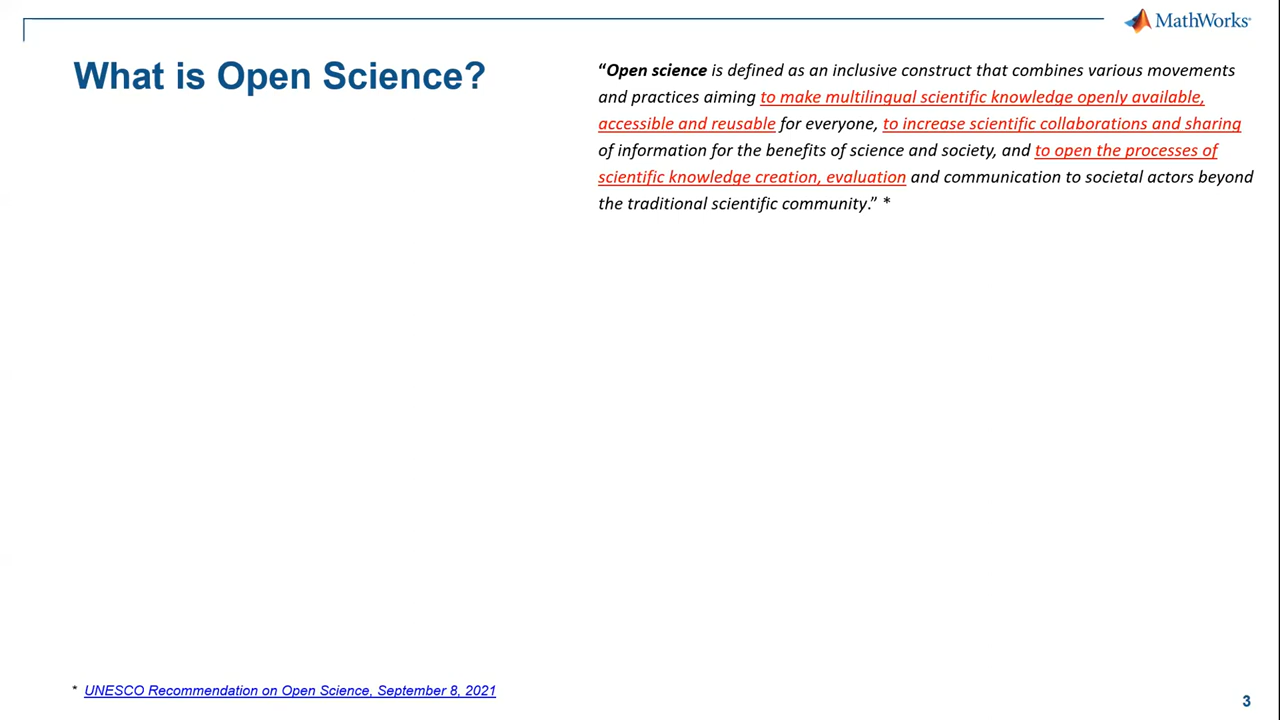 MathWorks®
What is Open Science?
“Open science is defined as an inclusive construct that combines various movements
and practices aiming to make multilingual scientific knowledge openly available,
accessible and reusable for everyone, to increase scientific collaborations and sharing
of information for the benefits of science and society, and to open the processes of
scientific knowledge creation, evaluation and communication to societal actors beyond
the traditional scientific community.” *
* UNESCO Recommendation on Open Science, September 8, 2021
3